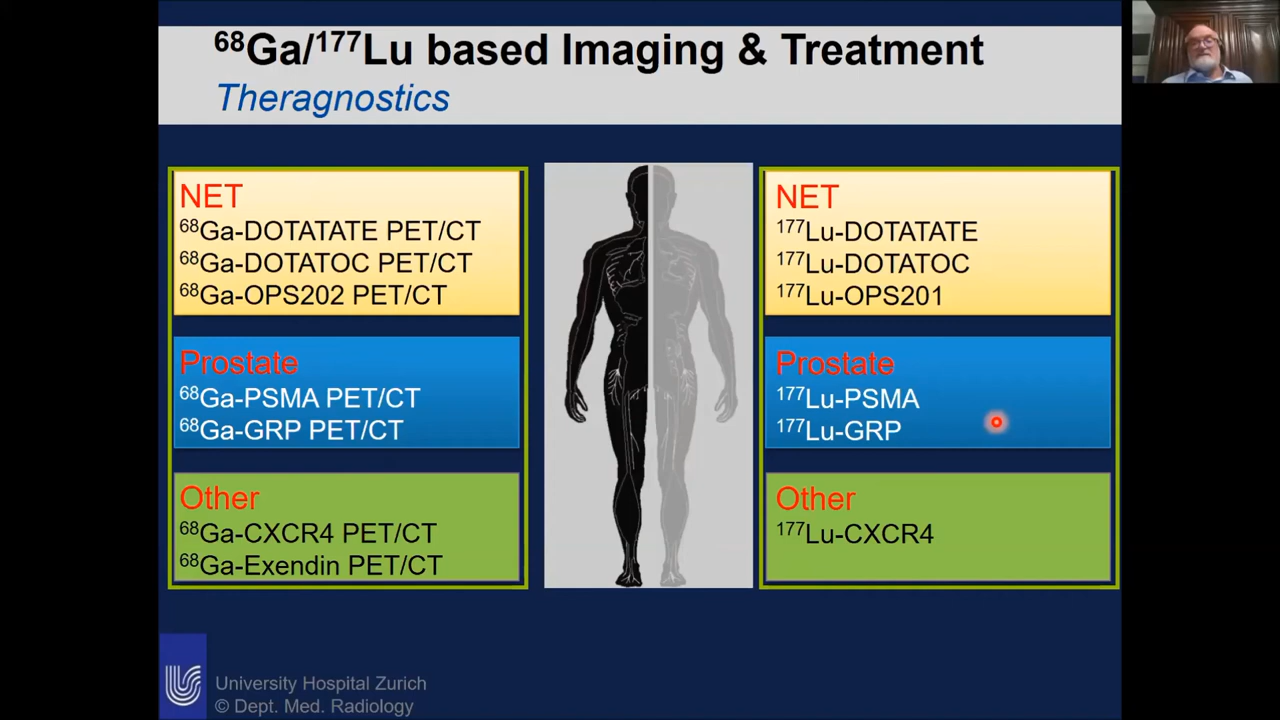 ⁶⁸Ga/¹⁷⁷Lu based Imaging & Treatment
Theragnostics
NET
⁶⁸Ga-DOTATATE PET/CT
⁶⁸Ga-DOTATOC PET/CT
⁶⁸Ga-OPS202 PET/CT
Prostate
⁶⁸Ga-PSMA PET/CT
⁶⁸Ga-GRP PET/CT
Other
⁶⁸Ga-CXCR4 PET/CT
⁶⁸Ga-Exendin PET/CT
NET
¹⁷⁷Lu-DOTATATE
¹⁷⁷Lu-DOTATOC
¹⁷⁷Lu-OPS201
Prostate
¹⁷⁷Lu-PSMA
¹⁷⁷Lu-GRP
Other
¹⁷⁷Lu-CXCR4
University Hospital Zurich
© Dept. Med. Radiology